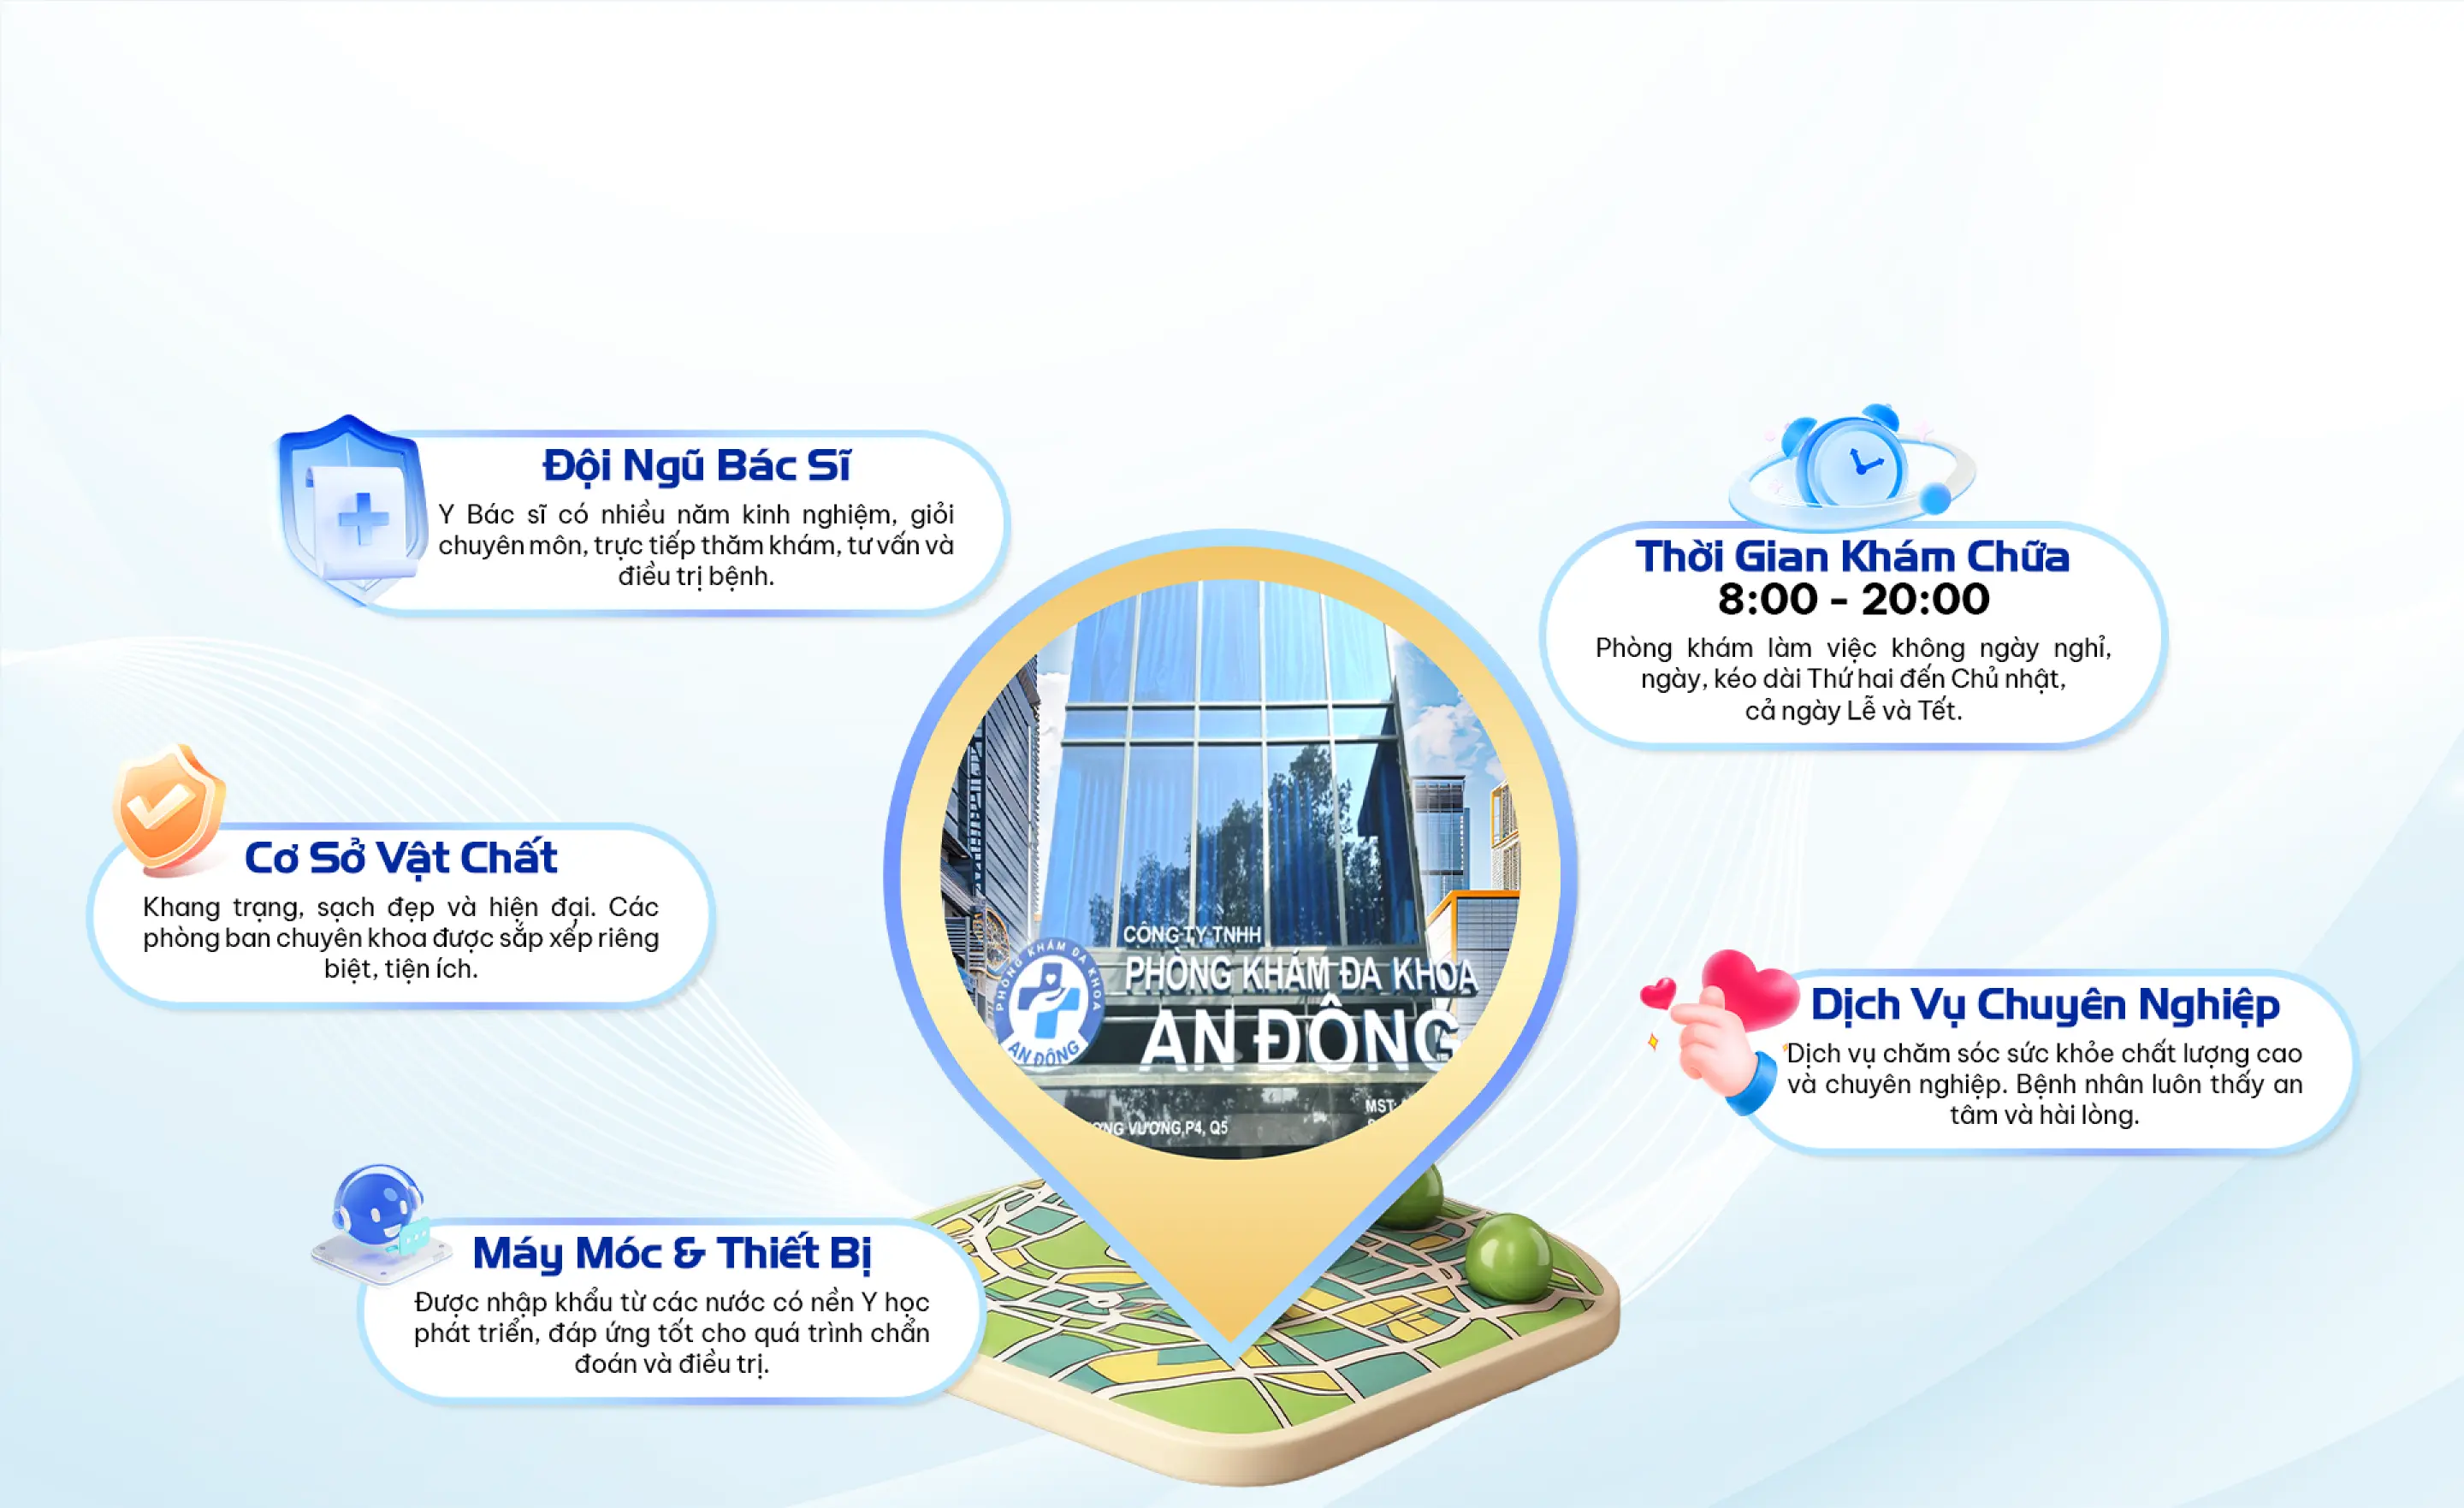 Đội Ngũ Bác Sĩ
Y Bác sĩ có nhiều năm kinh nghiệm, giỏi
chuyên môn, trực tiếp thăm khám, tư vấn và
điều trị bệnh.
Thời Gian Khám Chữa
8:00 - 20:00
Phòng khám làm việc không ngày nghỉ,
ngày, kéo dài Thứ hai đến Chủ nhật,
cả ngày Lễ và Tết.
Cơ Sở Vật Chất
Khang trạng, sạch đẹp và hiện đại. Các
phòng ban chuyên khoa được sắp xếp riêng
biệt, tiện ích.
CÔNG TY TNHH
PHÒNG KHÁM ĐA KHOA
AN ĐÔNG
PHÒNG KHÁM ĐA KHOA
AN ĐÔNG
MST:
VƯƠNG,P4, Q5
Dịch Vụ Chuyên Nghiệp
Dịch vụ chăm sóc sức khỏe chất lượng cao
và chuyên nghiệp. Bệnh nhân luôn thấy an
tâm và hài lòng.
Máy Móc & Thiết Bị
Được nhập khẩu từ các nước có nền Y học
phát triển, đáp ứng tốt cho quá trình chẩn
đoán và điều trị.